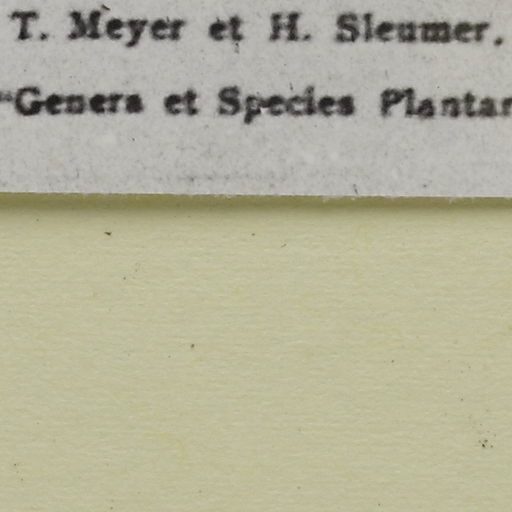 T. Meyer et H. Sleumer.
"Genera et Species Plantar